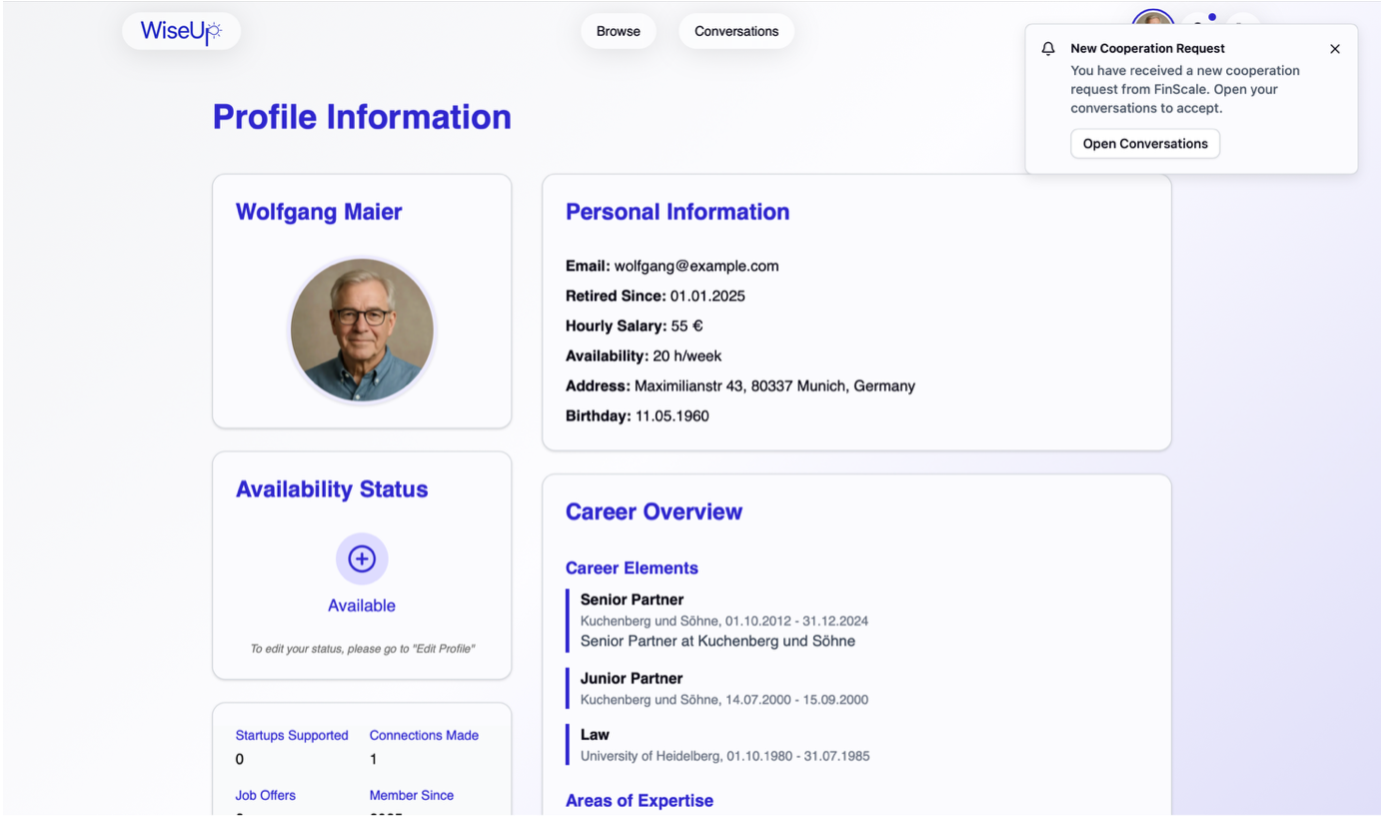 WiseUp
Browse
Conversations
New Cooperation Request
You have received a new cooperation
request from FinScale. Open your
conversations to accept.
Open Conversations
Profile Information
Wolfgang Maier
Availability Status
Available
To edit your status, please go to "Edit Profile"
Startups Supported
0
Connections Made
1
Job Offers
Member Since
Personal Information
Email: wolfgang@example.com
Retired Since: 01.01.2025
Hourly Salary: 55 €
Availability: 20 h/week
Address: Maximilianstr 43, 80337 Munich, Germany
Birthday: 11.05.1960
Career Overview
Career Elements
Senior Partner
Kuchenberg und Söhne, 01.10.2012 - 31.12.2024
Senior Partner at Kuchenberg und Söhne
Junior Partner
Kuchenberg und Söhne, 14.07.2000 - 15.09.2000
Law
University of Heidelberg, 01.10.1980 - 31.07.1985
Areas of Expertise